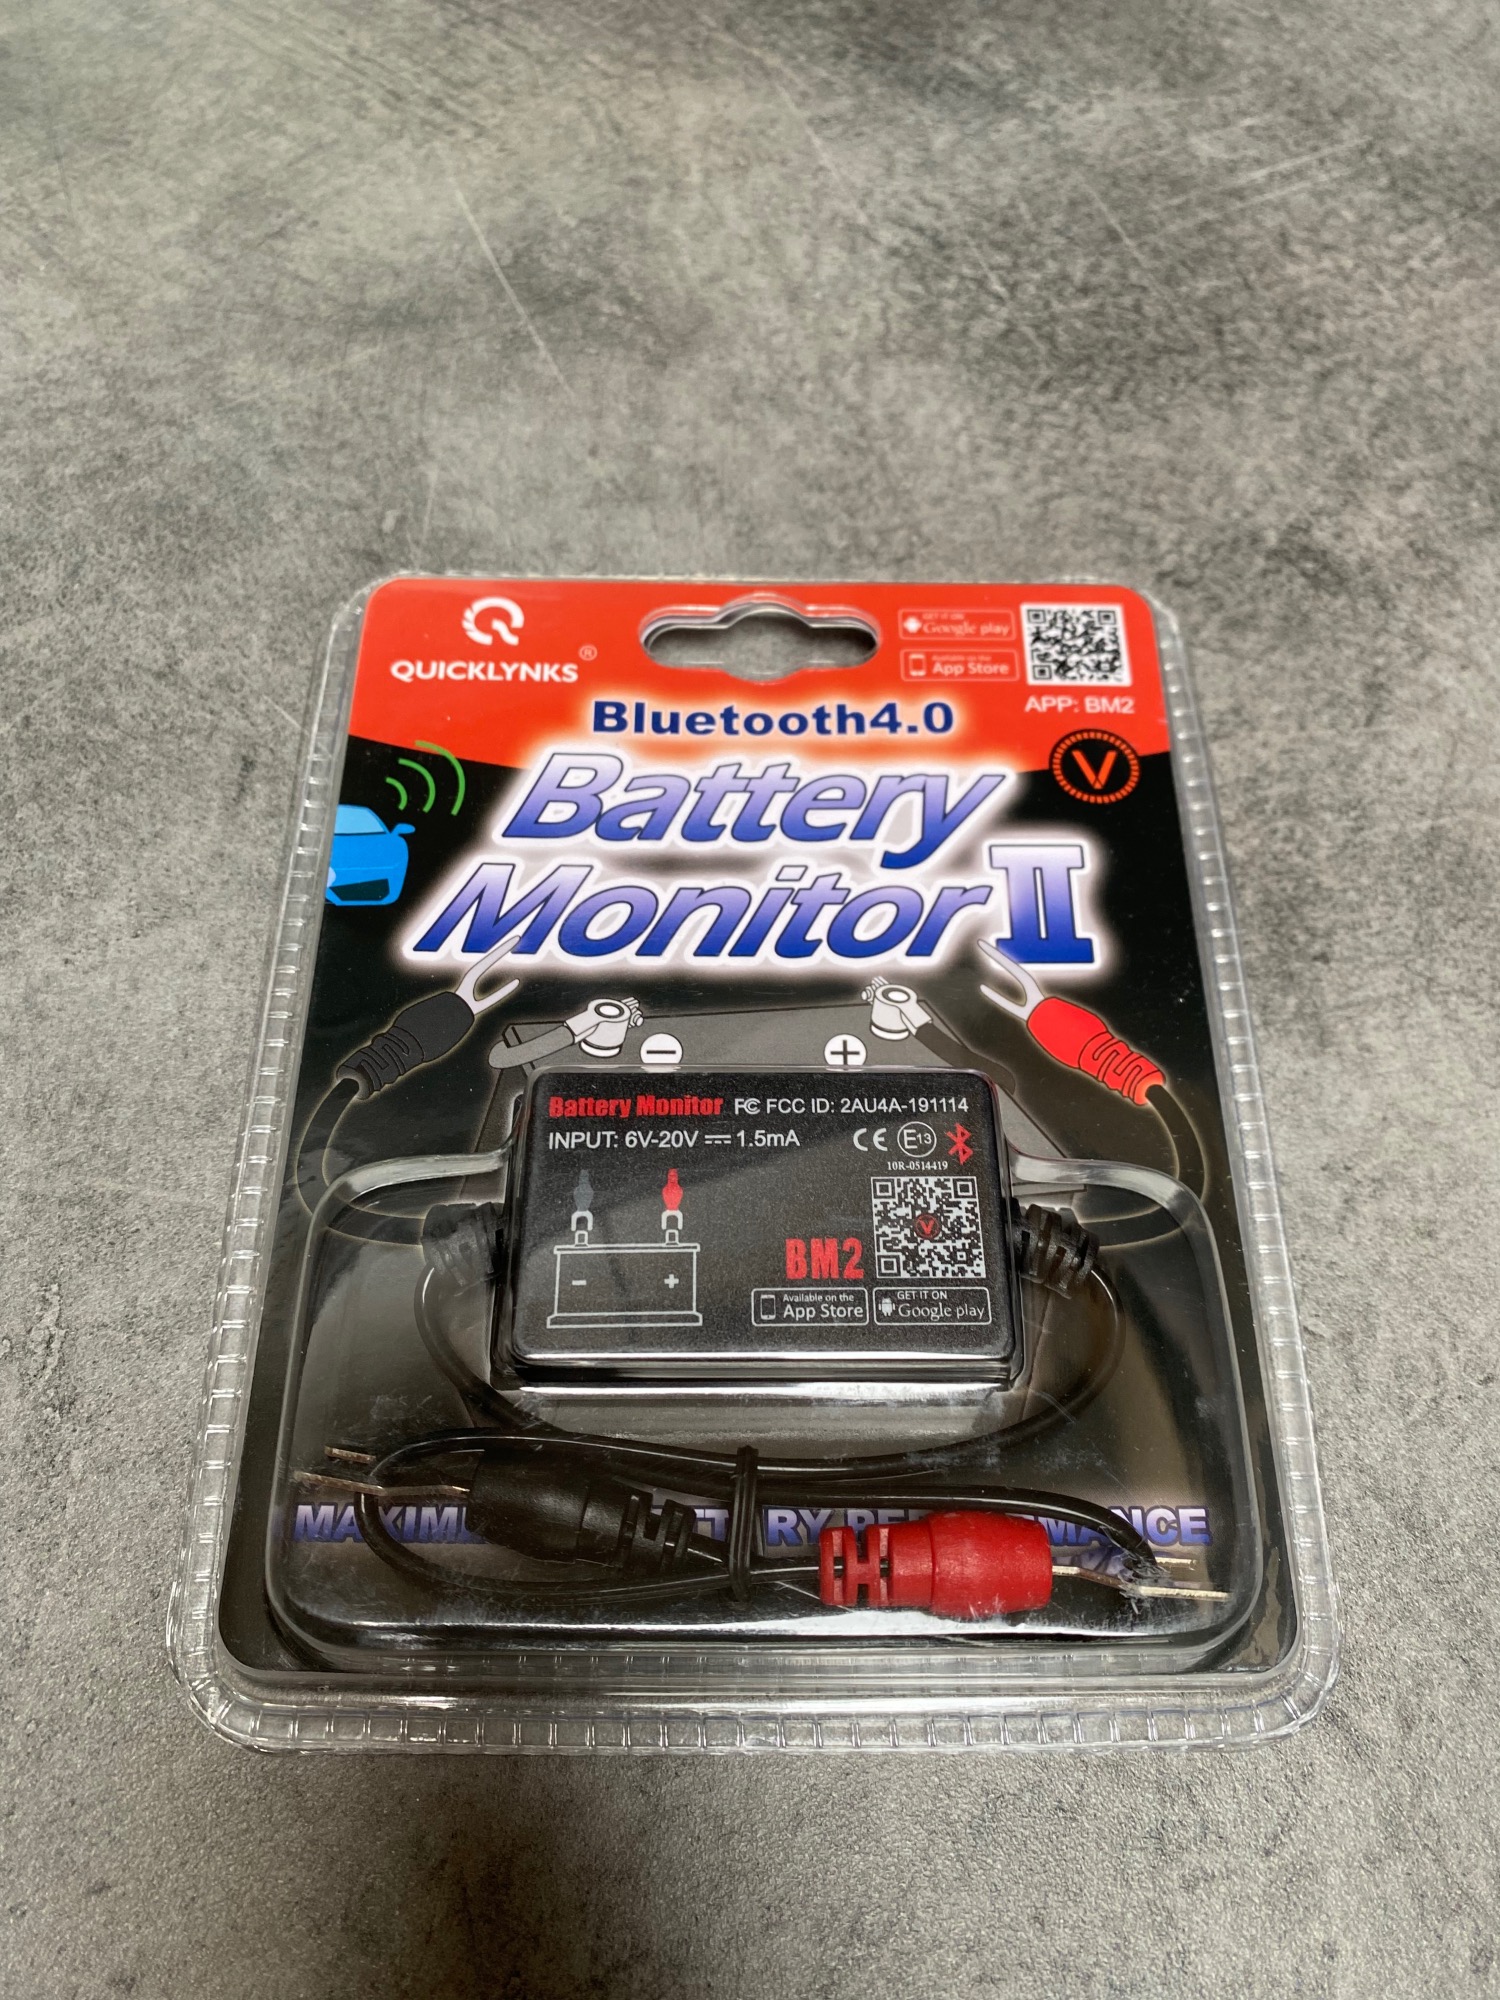 QUICKLYNKS®
GET IT ON
Google play
Available on the
App Store
APP: BM2
Bluetooth4.0
Battery
Monitor II
V
− +
Battery Monitor FC FCC ID: 2AU4A-191114
INPUT: 6V-20V ⎓ 1.5mA
CE E13
10R-0514419
V
BM2
− +
Available on the
App Store
GET IT ON
Google play